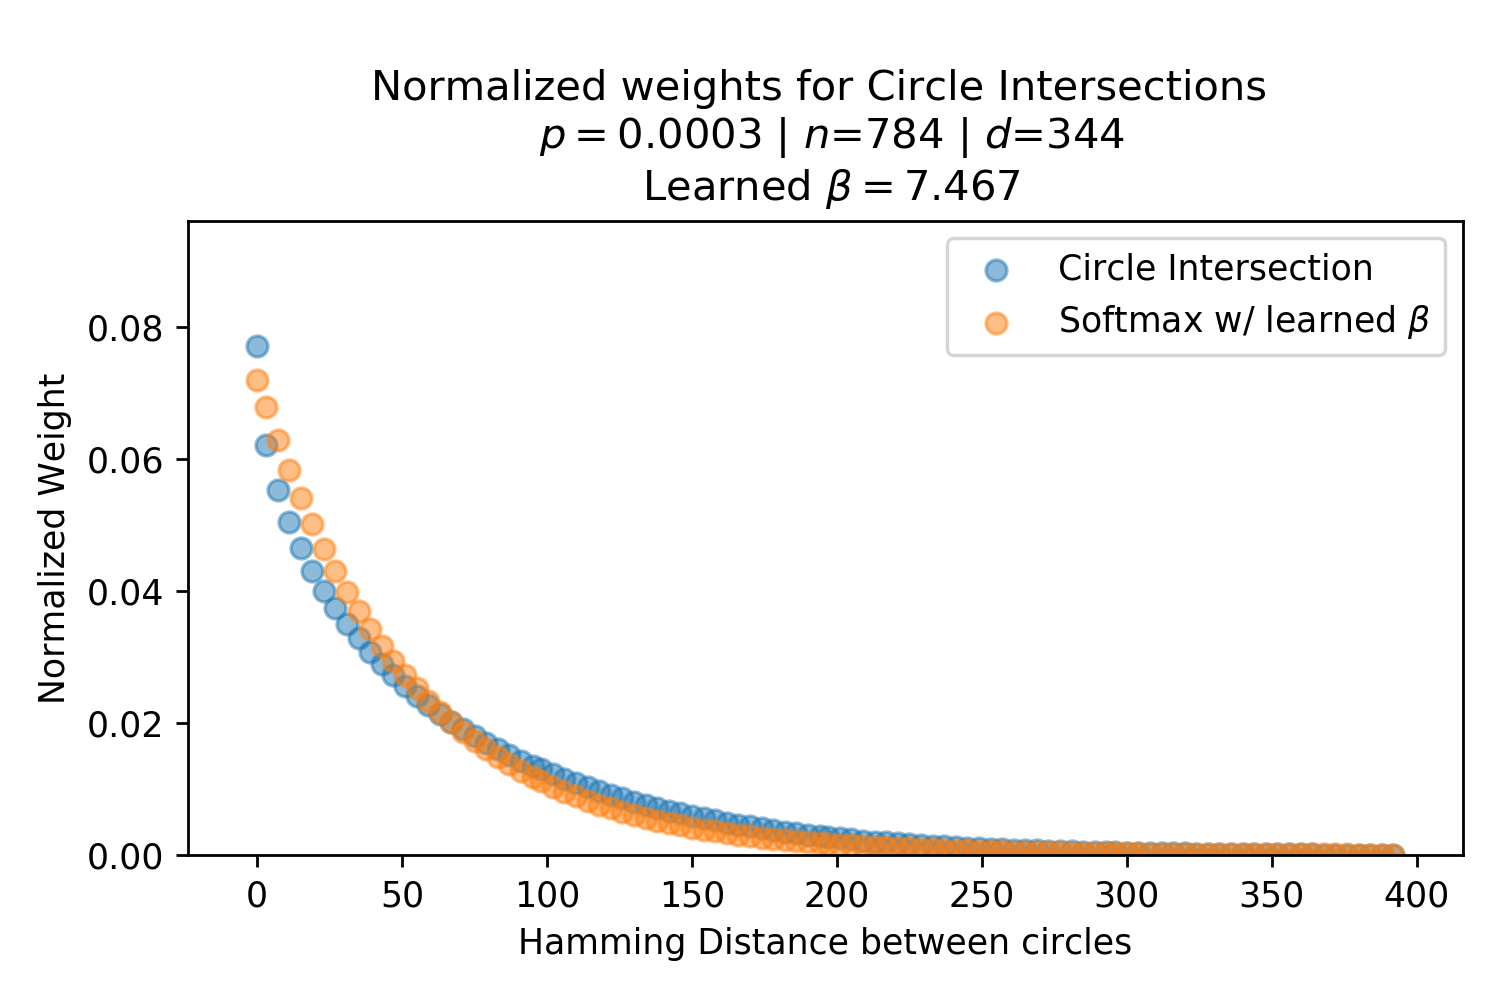 Normalized weights for Circle Intersections
p = 0.0003 | n=784 | d=344
Learned β = 7.467
Circle Intersection
Softmax w/ learned β
Normalized Weight
0.08
0.06
0.04
0.02
0.00
0 50 100 150 200 250 300 350 400
Hamming Distance between circles